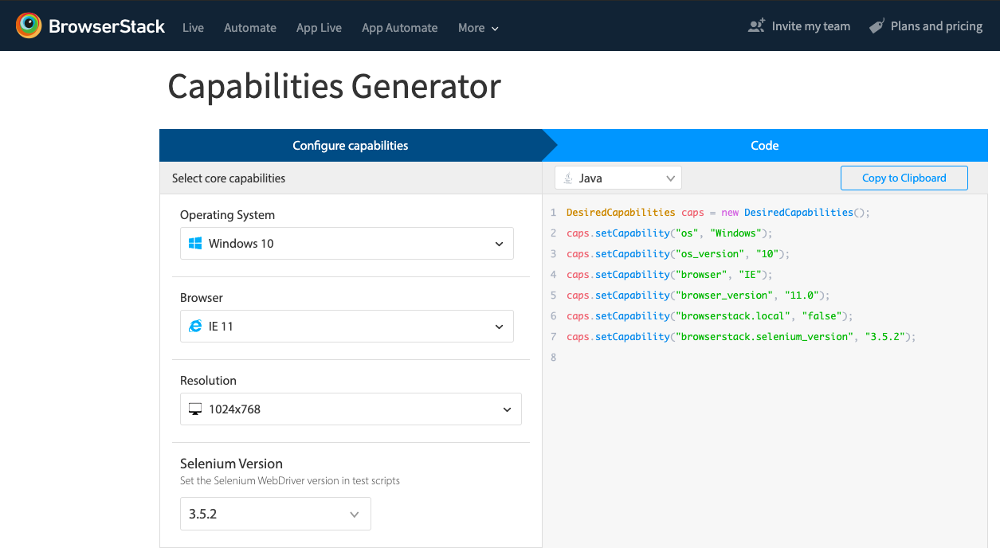 BrowserStack Live Automate App Live App Automate More Invite my team Plans and pricing
Capabilities Generator
Configure capabilities
Code
Select core capabilities
Java
Copy to Clipboard
Operating System
Windows 10
Browser
IE 11
Resolution
1024x768
Selenium Version
Set the Selenium WebDriver version in test scripts
3.5.2
1 DesiredCapabilities caps = new DesiredCapabilities();
2 caps.setCapability("os", "Windows");
3 caps.setCapability("os_version", "10");
4 caps.setCapability("browser", "IE");
5 caps.setCapability("browser_version", "11.0");
6 caps.setCapability("browserstack.local", "false");
7 caps.setCapability("browserstack.selenium_version", "3.5.2");
8